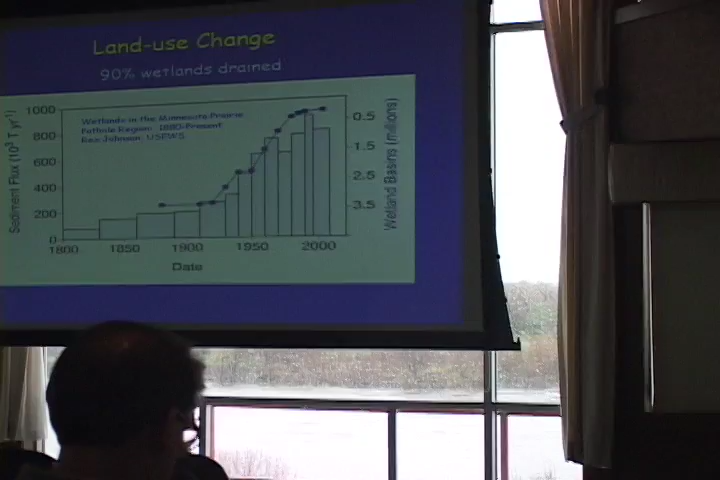 Land-use Change
90% wetlands drained
Wetlands in the Minnesota Prairie
Pothole Region: 1880-Present
Rex Johnson, USFWS
Sediment Flux (10³ T yr⁻¹)
1000
800
600
400
200
0
0.5
1.5
2.5
3.5
Wetland Basins (millions)
1800 1850 1900 1950 2000
Date